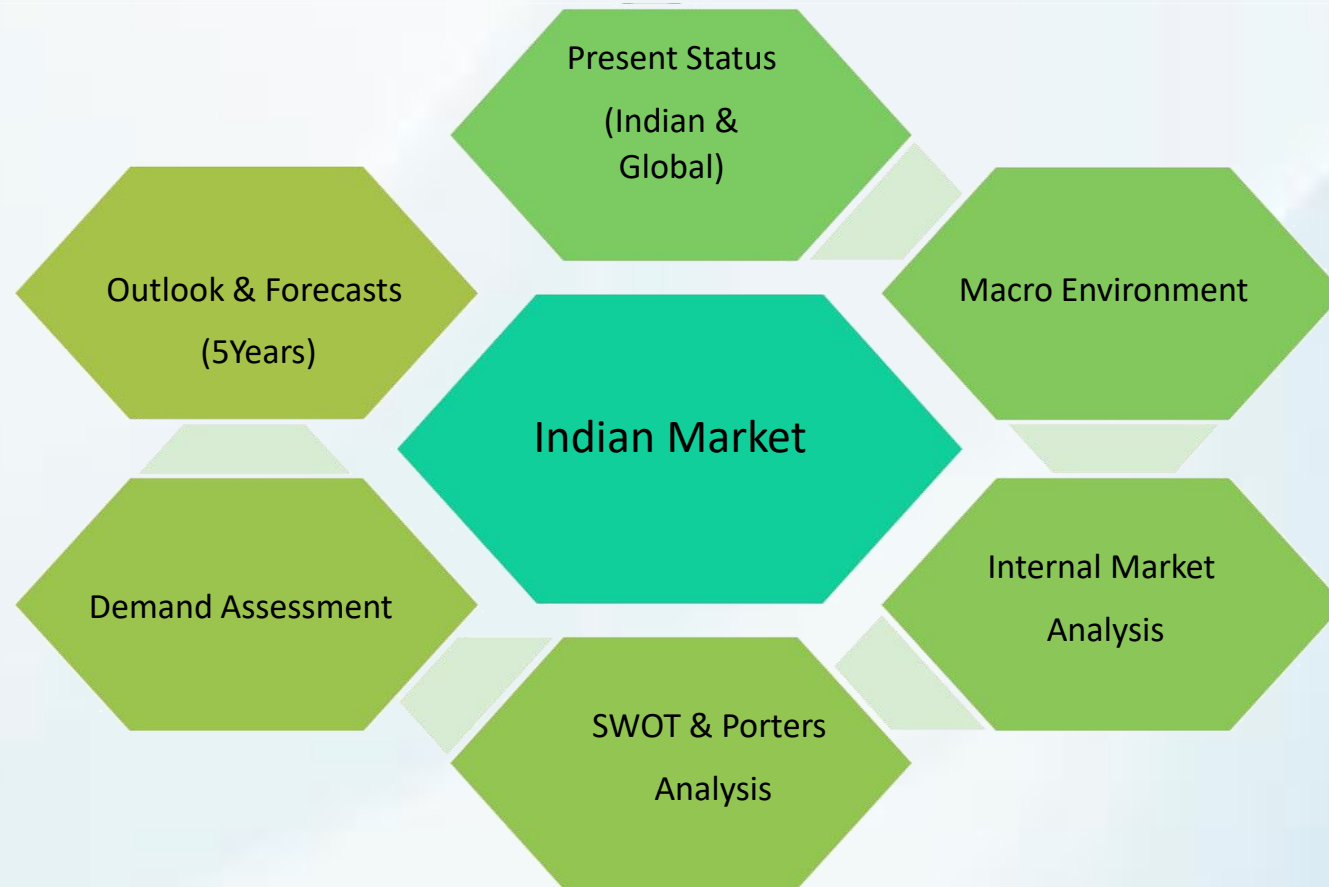 Present Status
(Indian &
Global)
Macro Environment
Internal Market
Analysis
SWOT & Porters
Analysis
Demand Assessment
Outlook & Forecasts
(5Years)
Indian Market